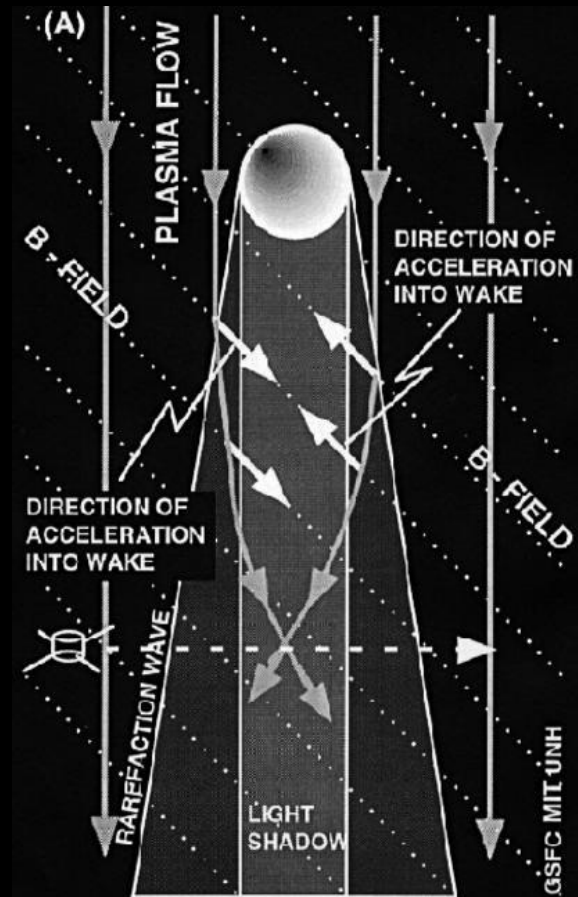 (A)
PLASMA FLOW
B - FIELD
DIRECTION OF
ACCELERATION
INTO WAKE
B - FIELD
DIRECTION OF
ACCELERATION
INTO WAKE
RAREFFACTION WAVE
LIGHT
SHADOW
GSFC MIT UNH